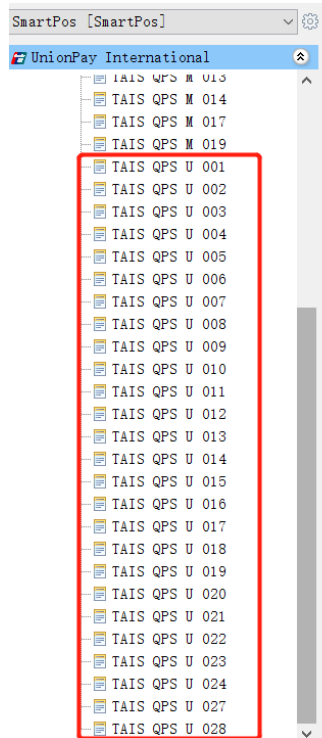 SmartPos [SmartPos]
UnionPay International
TAIS QPS M 013
TAIS QPS M 014
TAIS QPS M 017
TAIS QPS M 019
TAIS QPS U 001
TAIS QPS U 002
TAIS QPS U 003
TAIS QPS U 004
TAIS QPS U 005
TAIS QPS U 006
TAIS QPS U 007
TAIS QPS U 008
TAIS QPS U 009
TAIS QPS U 010
TAIS QPS U 011
TAIS QPS U 012
TAIS QPS U 013
TAIS QPS U 014
TAIS QPS U 015
TAIS QPS U 016
TAIS QPS U 017
TAIS QPS U 018
TAIS QPS U 019
TAIS QPS U 020
TAIS QPS U 021
TAIS QPS U 022
TAIS QPS U 023
TAIS QPS U 024
TAIS QPS U 027
TAIS QPS U 028